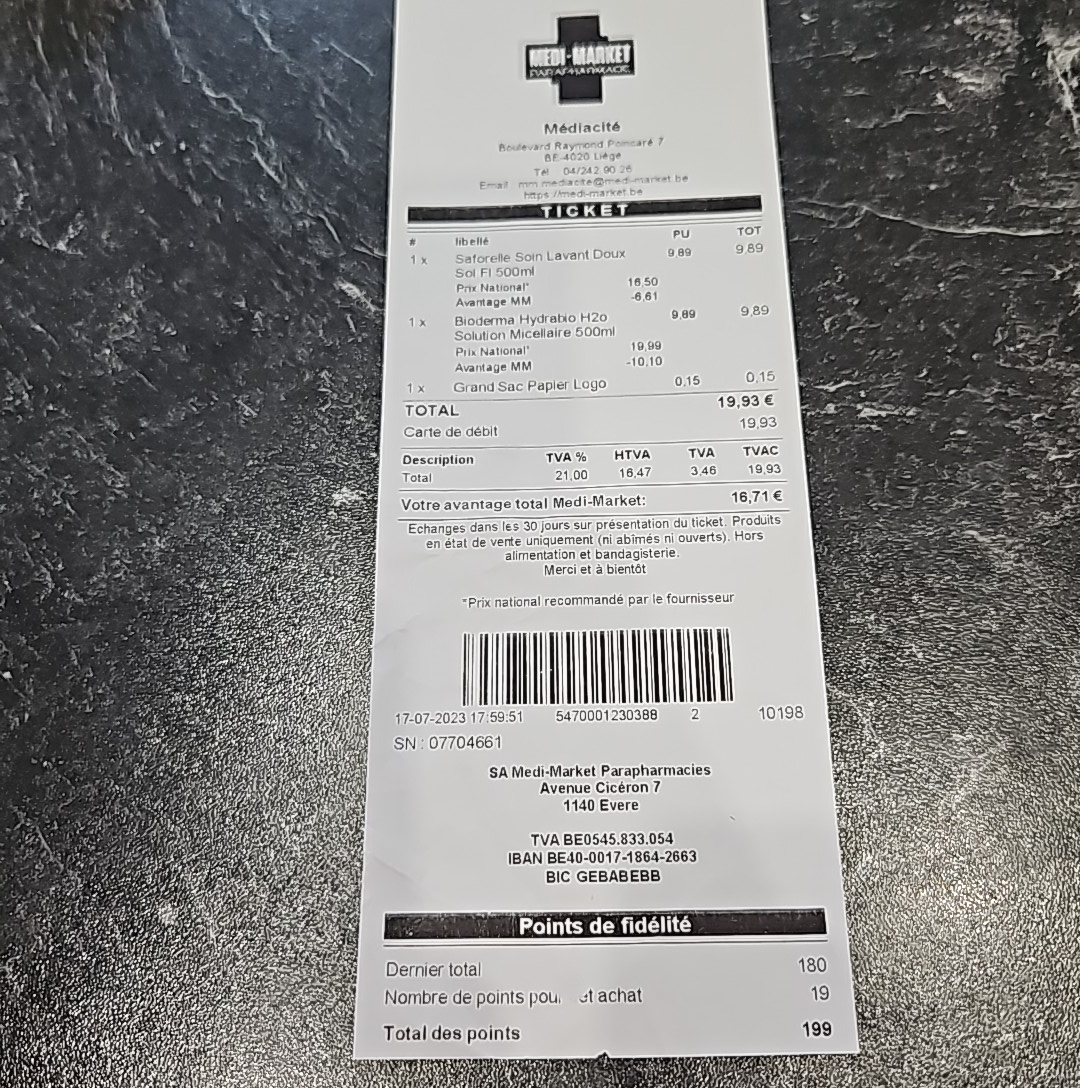 MEDI-MARKET
PARAPHARMACIE
Médiacité
Boulevard Raymond Poincaré 7
BE-4020 Liège
Tél 04/242 90 26
Email : mm.mediacite@medi-market.be
https://medi-market.be
TICKET
# libellé PU TOT
1 x Saforelle Soin Lavant Doux 9,89 9,89
Sol Fl 500ml
Prix National* 16,50
Avantage MM -6,61
1 x Bioderma Hydrabio H2o 9,89 9,89
Solution Micellaire 500ml
Prix National* 19,99
Avantage MM -10,10
1 x Grand Sac Papier Logo 0,15 0,15
TOTAL 19,93 €
Carte de débit 19,93
Description TVA % HTVA TVA TVAC
Total 21,00 16,47 3,46 19,93
Votre avantage total Medi-Market: 16,71 €
Echanges dans les 30 jours sur présentation du ticket. Produits
en état de vente uniquement (ni abîmés ni ouverts). Hors
alimentation et bandagisterie.
Merci et à bientôt
*Prix national recommandé par le fournisseur
17-07-2023 17:59:51 5470001230388 2 10198
SN : 07704661
SA Medi-Market Parapharmacies
Avenue Cicéron 7
1140 Evere
TVA BE0545.833.054
IBAN BE40-0017-1864-2663
BIC GEBABEBB
Points de fidélité
Dernier total 180
Nombre de points achat 19
Total des points 199